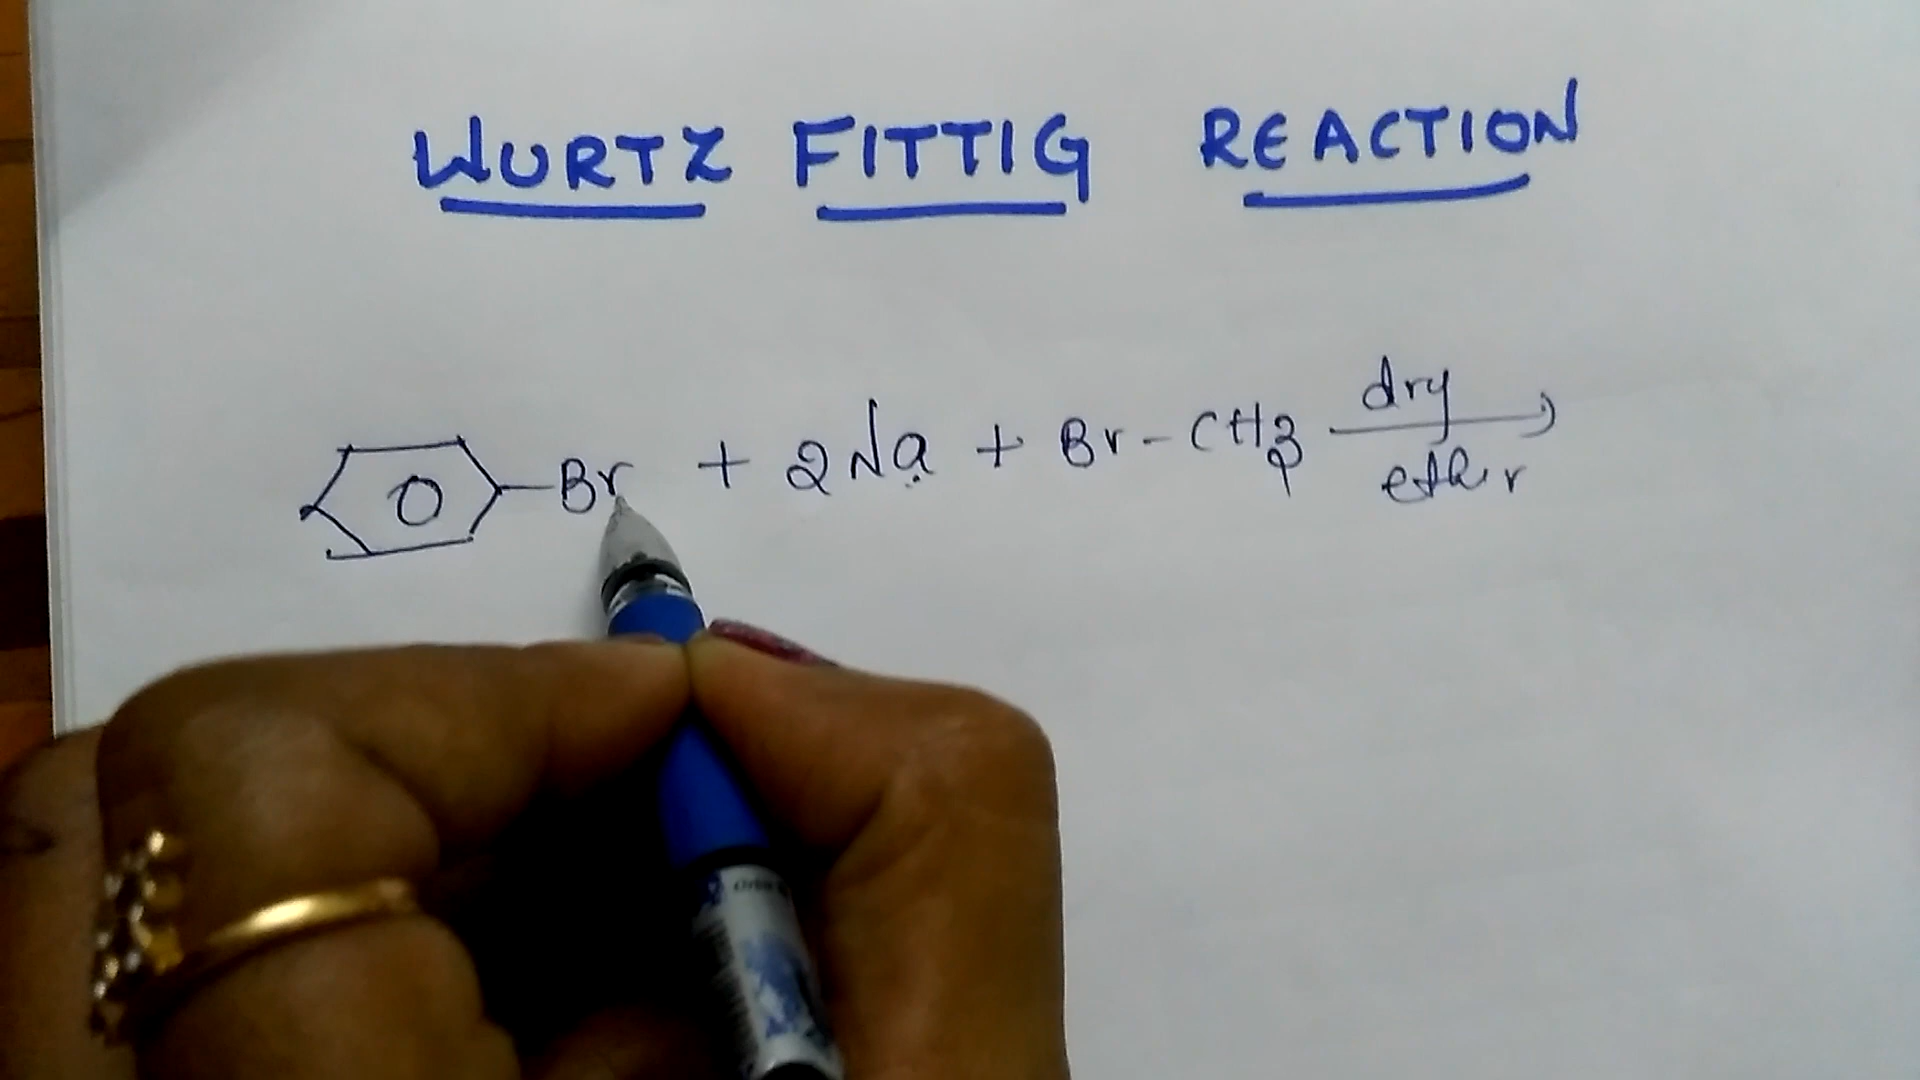 WURTZ FITTIG REACTION
Br + 2Na + Br-CH3 dry
ether